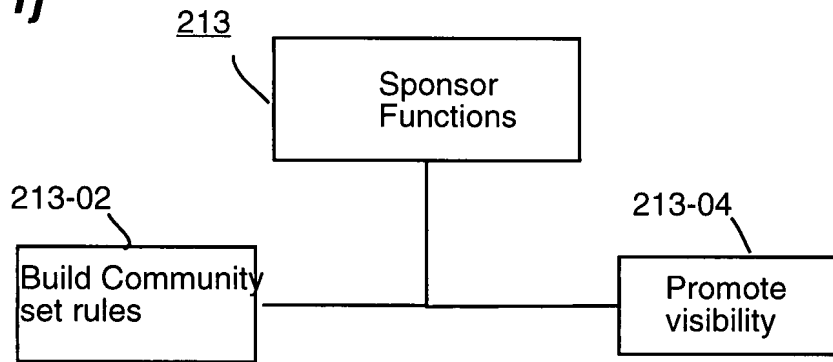 213
Sponsor
Functions
213-02
213-04
Build Community
set rules
Promote
visibility